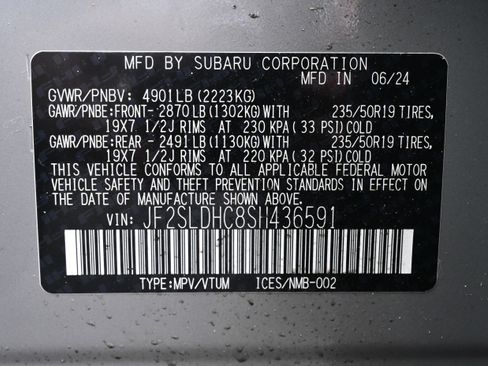 MFD BY SUBARU CORPORATION
MFD IN 06/24
GVWR/PNBV: 4901LB(2223KG)
GAWR/PNBE:FRONT-2870LB(1302KG)WITH 235/50R19 TIRES,
19X7 1/2J RIMS AT 230 KPA(33 PSI)COLD
GAWR/PNBE:REAR -2491LB(1130KG)WITH 235/50R19 TIRES,
19X7 1/2J RIMS AT 220 KPA(32 PSI)COLD
THIS VEHICLE CONFORMS TO ALL APPLICABLE FEDERAL MOTOR
VEHICLE SAFETY AND THEFT PREVENTION STANDARDS IN EFFECT
ON THE DATE OF MANUFACTURE SHOWN ABOVE.
VIN: JF2SLDHC8SH436591
TYPE:MPV/VTUM ICES/NMB-002